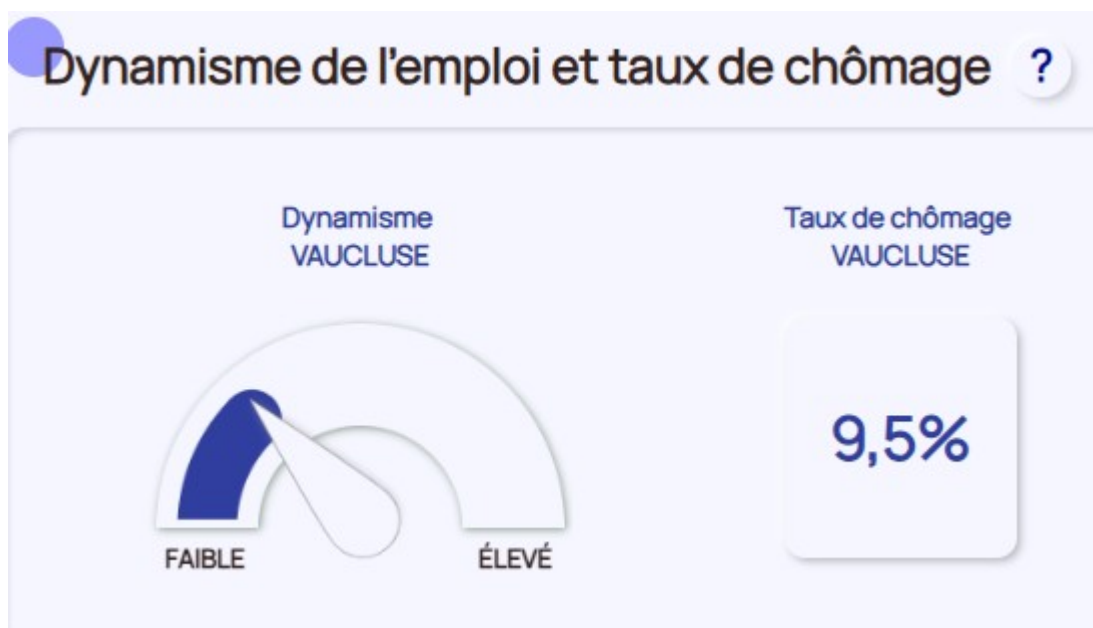 Dynamisme de l'emploi et taux de chômage ?
Dynamisme
VAUCLUSE
Taux de chômage
VAUCLUSE
9,5%
FAIBLE
ÉLEVÉ